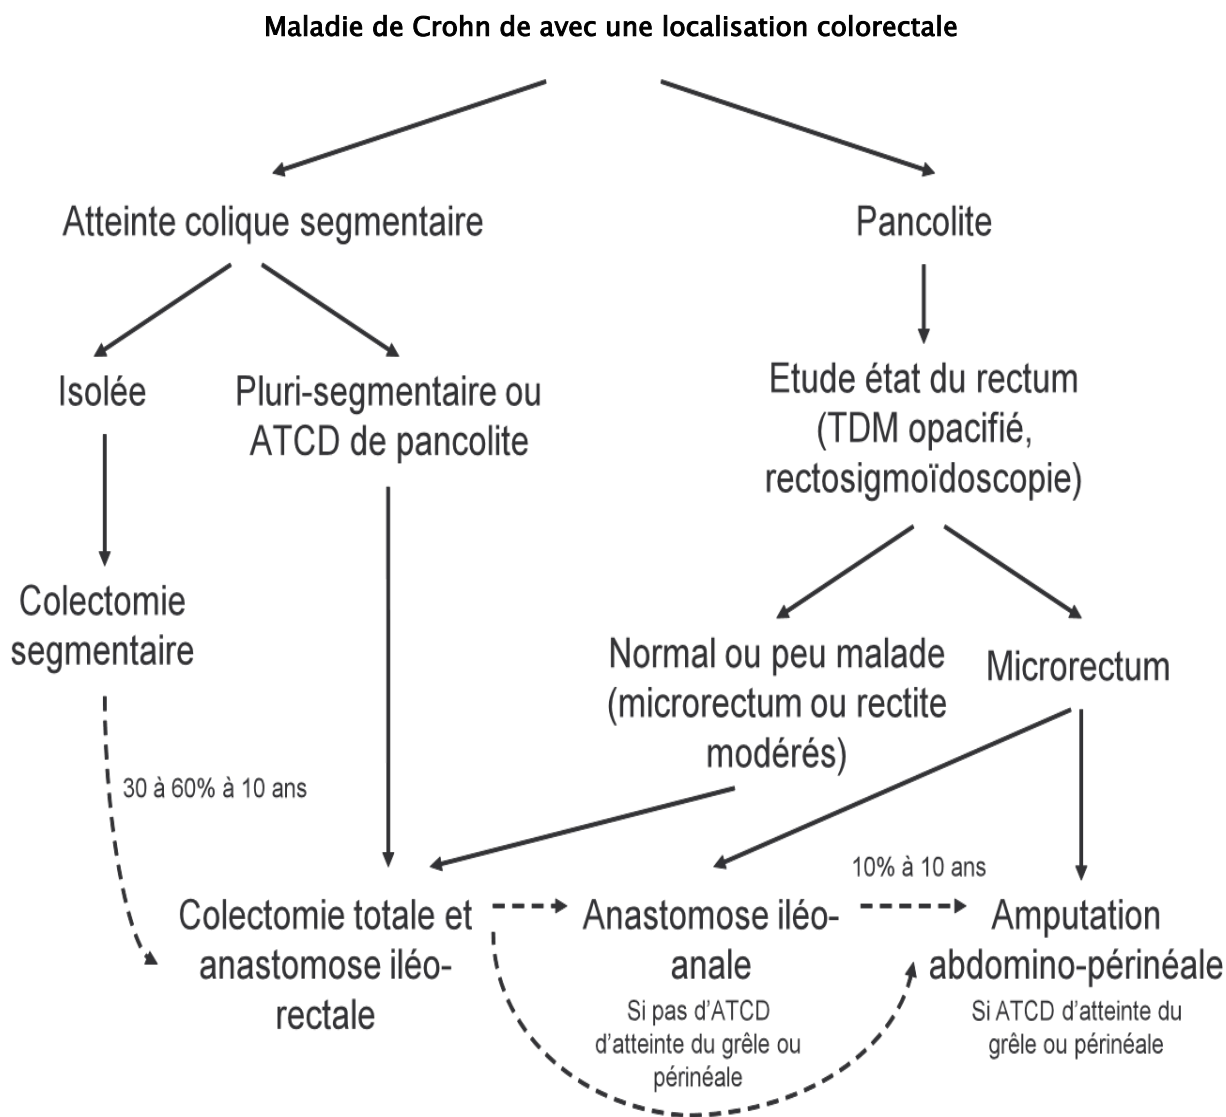 Maladie de Crohn de avec une localisation colorectale
Atteinte colique segmentaire
Pancolite
Isolée
Pluri-segmentaire ou
ATCD de pancolite
Etude état du rectum
(TDM opacifié,
rectosigmoïdoscopie)
Colectomie
segmentaire
Normal ou peu malade
(microrectum ou rectite
modérés)
Microrectum
30 à 60% à 10 ans
10% à 10 ans
Colectomie totale et
anastomose iléo-
rectale
Anastomose iléo-
anale
Si pas d'ATCD
d'atteinte du grêle ou
périnéale
Amputation
abdomino-périnéale
Si ATCD d'atteinte du
grêle ou périnéale